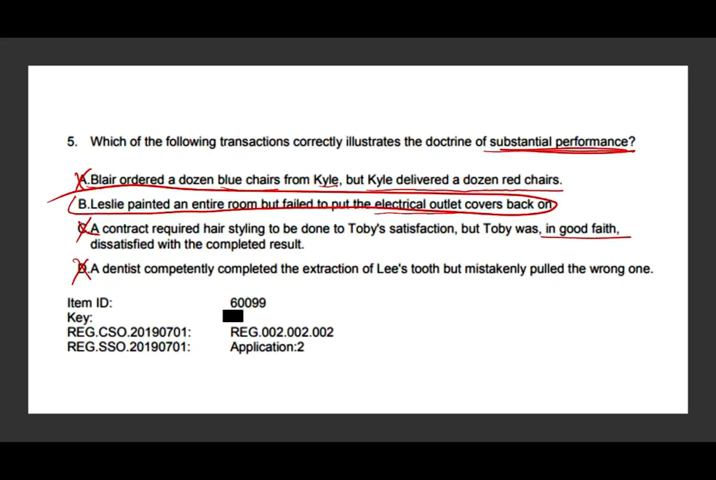 5. Which of the following transactions correctly illustrates the doctrine of substantial performance?
A.Blair ordered a dozen blue chairs from Kyle, but Kyle delivered a dozen red chairs.
B.Leslie painted an entire room but failed to put the electrical outlet covers back on.
C.A contract required hair styling to be done to Toby's satisfaction, but Toby was, in good faith,
dissatisfied with the completed result.
D.A dentist competently completed the extraction of Lee's tooth but mistakenly pulled the wrong one.
Item ID: 60099
Key:
REG.CSO.20190701: REG.002.002.002
REG.SSO.20190701: Application:2